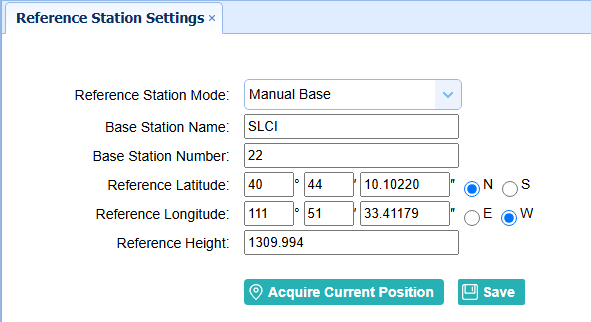 Reference Station Settings ×
Reference Station Mode: Manual Base
Base Station Name: SLCI
Base Station Number: 22
Reference Latitude: 40 ° 44 ′ 10.10220 ″ N S
Reference Longitude: 111 ° 51 ′ 33.41179 ″ E W
Reference Height: 1309.994
Acquire Current Position Save